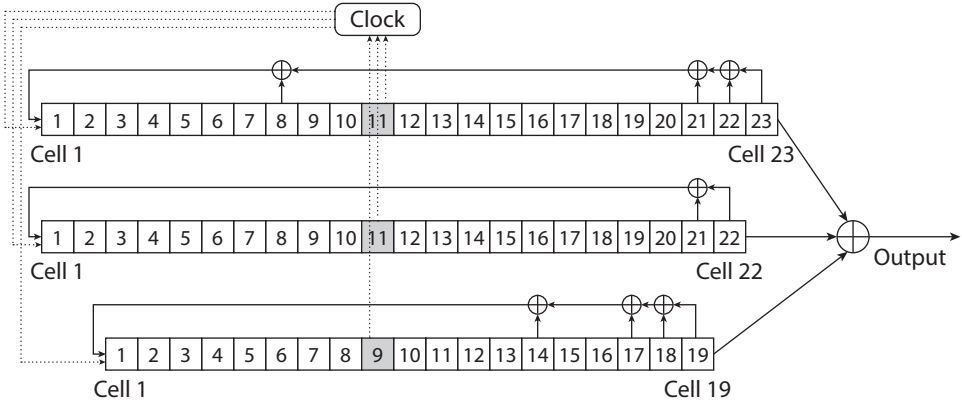 Clock
1 2 3 4 5 6 7 8 9 10 11 12 13 14 15 16 17 18 19 20 21 22 23
Cell 1 Cell 23
1 2 3 4 5 6 7 8 9 10 11 12 13 14 15 16 17 18 19 20 21 22
Cell 1 Cell 22
Output
1 2 3 4 5 6 7 8 9 10 11 12 13 14 15 16 17 18 19
Cell 1 Cell 19